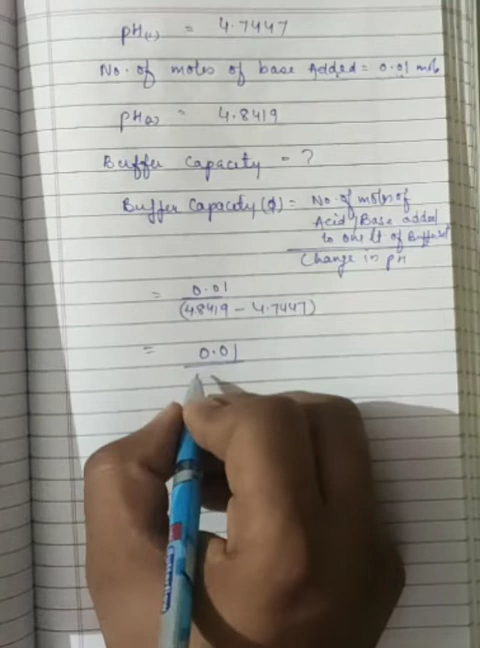 pH(1) = 4.7447
No. of moles of base Added = 0.01 mol
pH(2) = 4.8419
Buffer Capacity = ?
Buffer Capacity (Φ) = No. of moles of
Acid/Base added
to one lt of Buffer
Change in pH
= 0.01
(4.8419 - 4.7447)
= 0.01